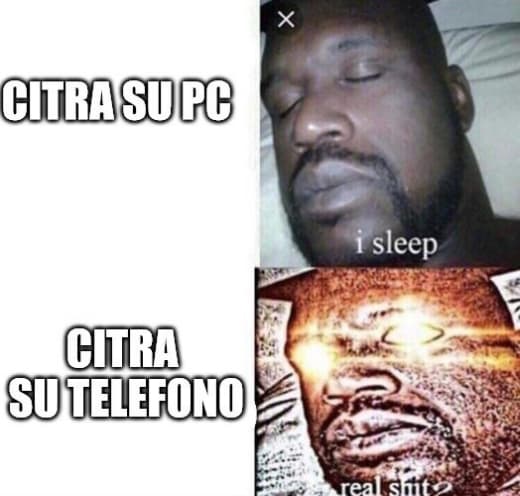 CITRA SU PC
i sleep
CITRA
SU TELEFONO
real shit?